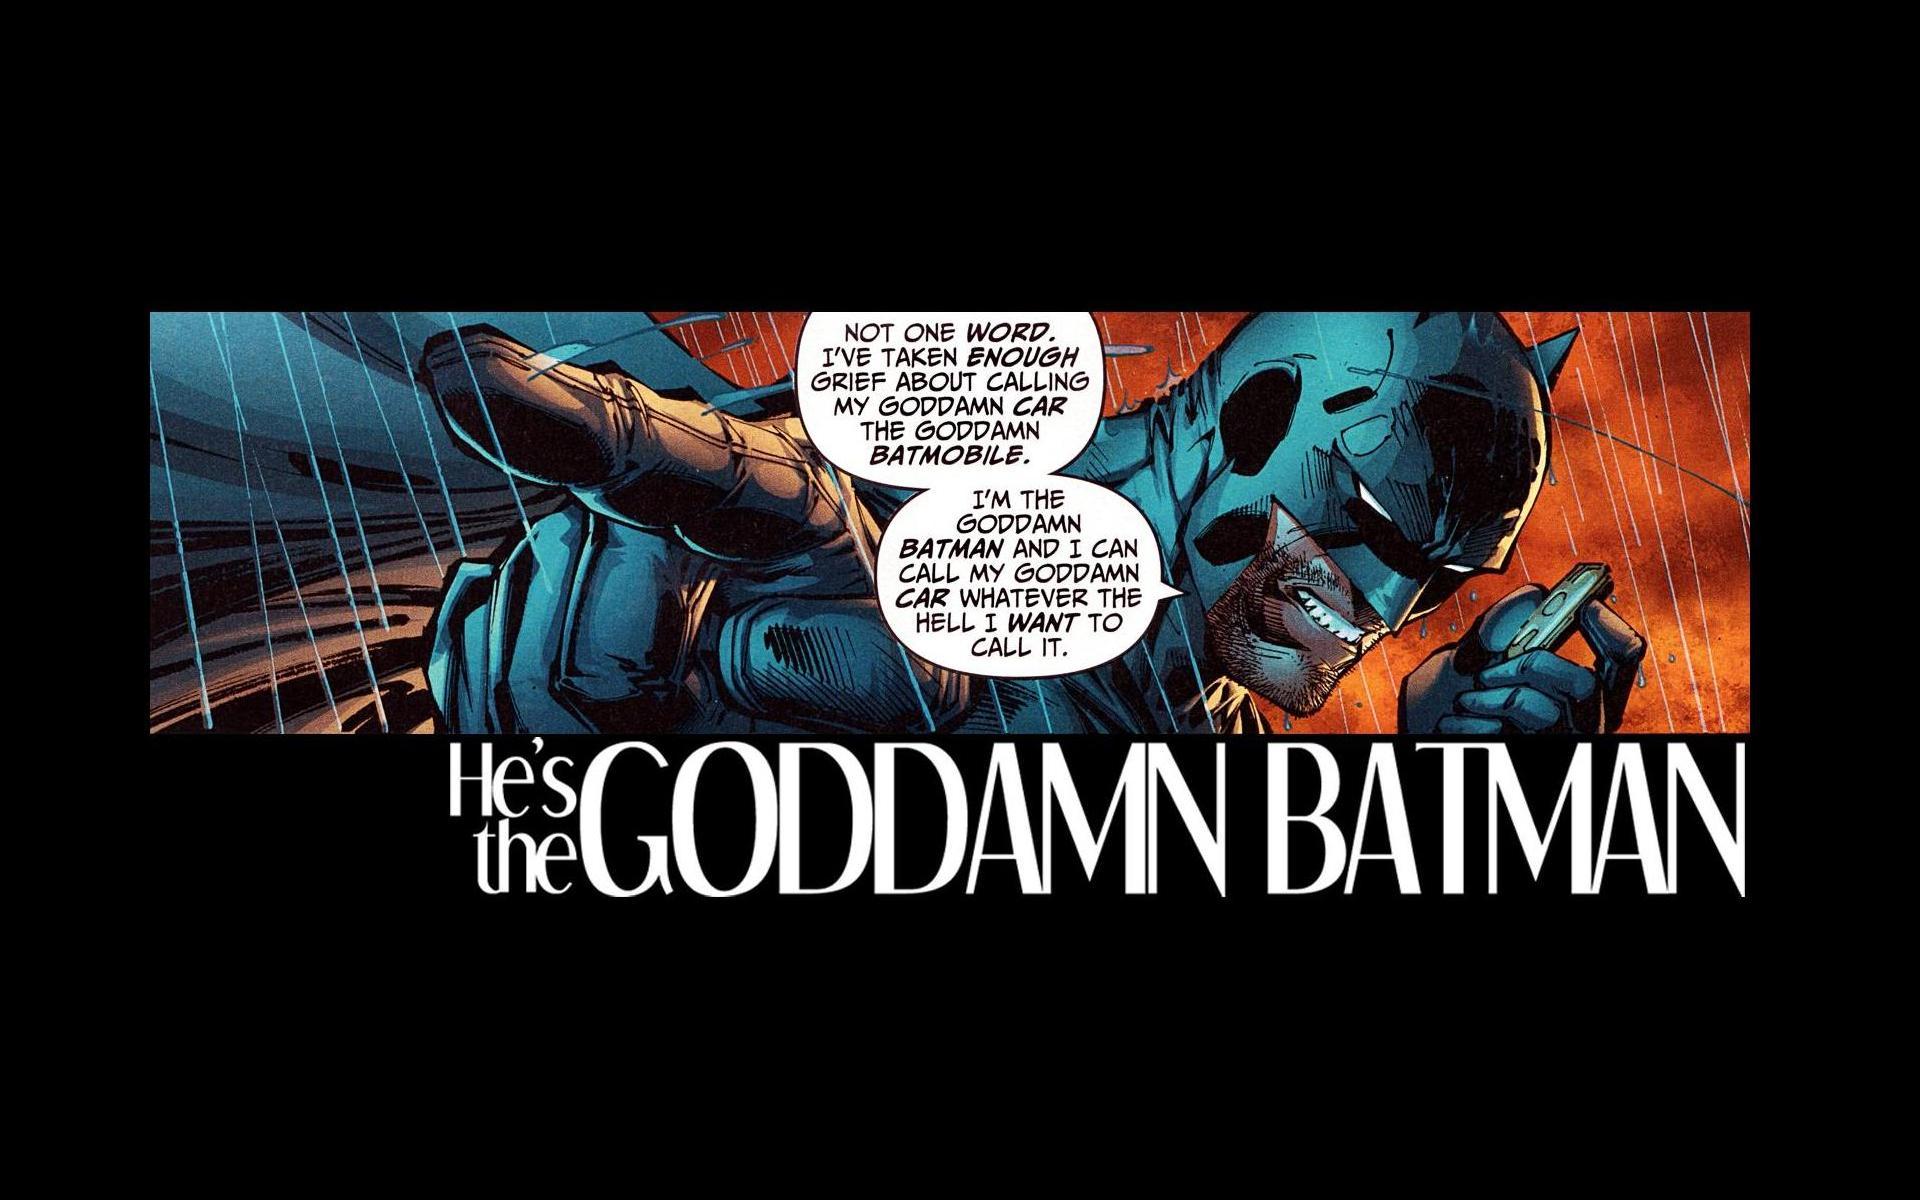 NOT ONE WORD.
I'VE TAKEN ENOUGH
GRIEF ABOUT CALLING
MY GODDAMN CAR
THE GODDAMN
BATMOBILE.
I'M THE
GODDAMN
BATMAN AND I CAN
CALL MY GODDAMN
CAR WHATEVER THE
HELL I WANT TO
CALL IT.
He's
the GODDAMN BATMAN